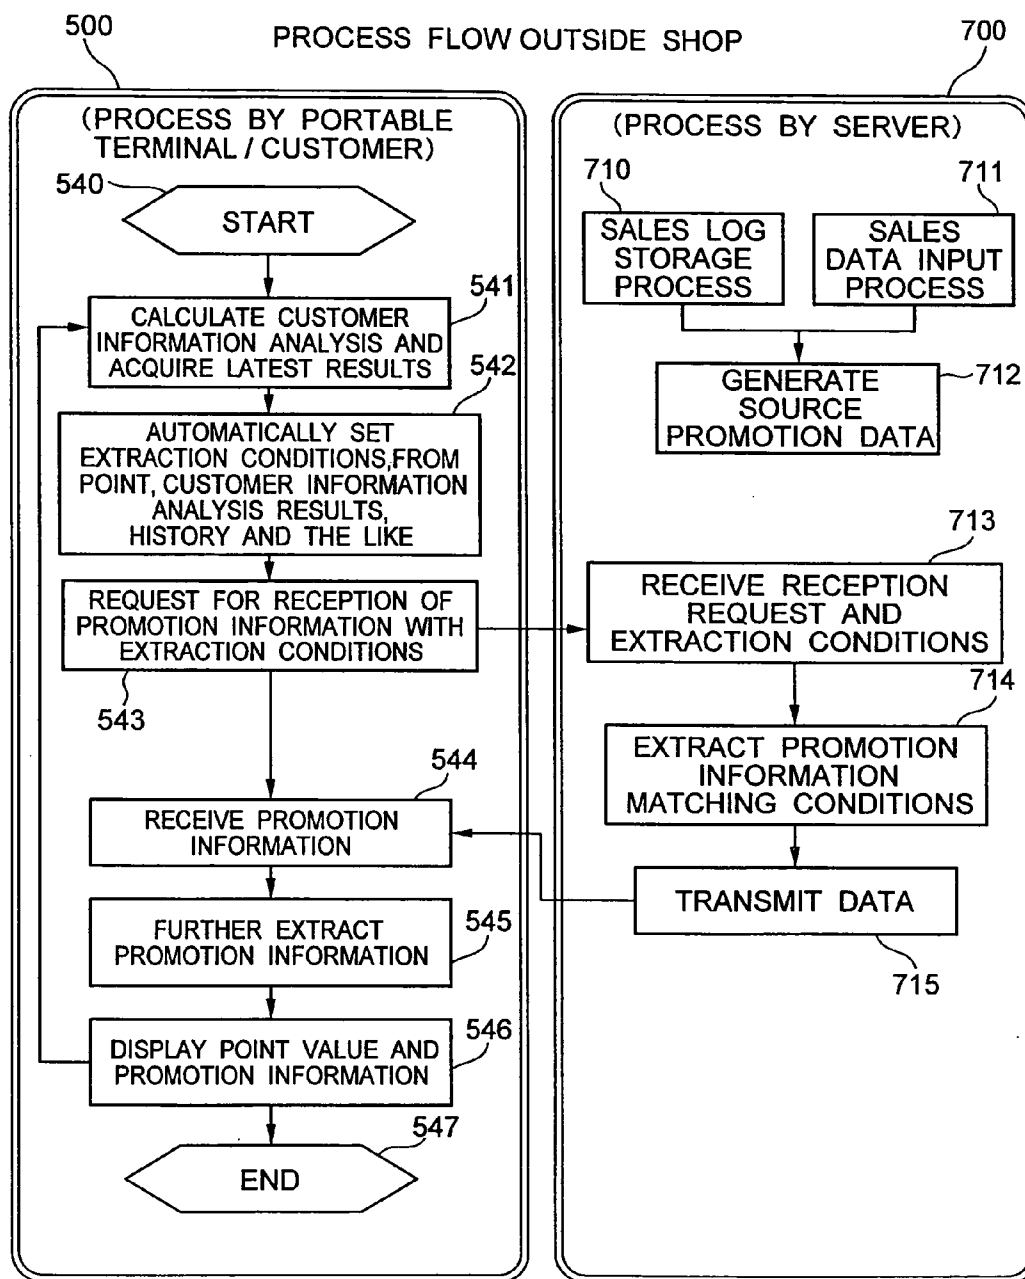 PROCESS FLOW OUTSIDE SHOP
500
700
(PROCESS BY PORTABLE
TERMINAL / CUSTOMER)
540
START
541
CALCULATE CUSTOMER
INFORMATION ANALYSIS AND
ACQUIRE LATEST RESULTS
542
AUTOMATICALLY SET
EXTRACTION CONDITIONS, FROM
POINT, CUSTOMER INFORMATION
ANALYSIS RESULTS,
HISTORY AND THE LIKE
REQUEST FOR RECEPTION OF
PROMOTION INFORMATION WITH
EXTRACTION CONDITIONS
543
544
RECEIVE PROMOTION
INFORMATION
FURTHER EXTRACT
PROMOTION INFORMATION
545
DISPLAY POINT VALUE AND
PROMOTION INFORMATION
546
547
END
(PROCESS BY SERVER)
710
SALES LOG
STORAGE
PROCESS
711
SALES
DATA INPUT
PROCESS
GENERATE
SOURCE
PROMOTION DATA
712
713
RECEIVE RECEPTION
REQUEST AND
EXTRACTION CONDITIONS
714
EXTRACT PROMOTION
INFORMATION
MATCHING CONDITIONS
TRANSMIT DATA
715